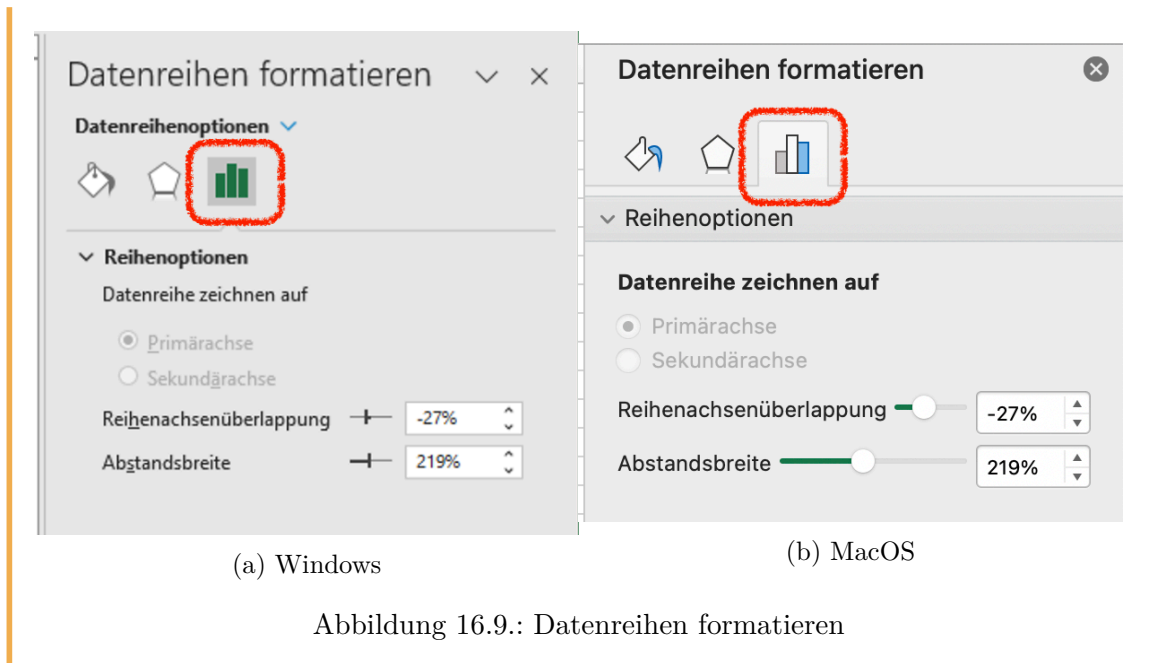 Datenreihen formatieren
Datenreihenoptionen
Reihenoptionen
Datenreihe zeichnen auf
Primärachse
Sekundärachse
Reihenachsenüberlappung -27%
Abstandsbreite 219%
(a) Windows
Datenreihen formatieren
Reihenoptionen
Datenreihe zeichnen auf
Primärachse
Sekundärachse
Reihenachsenüberlappung -27%
Abstandsbreite 219%
(b) MacOS
Abbildung 16.9.: Datenreihen formatieren